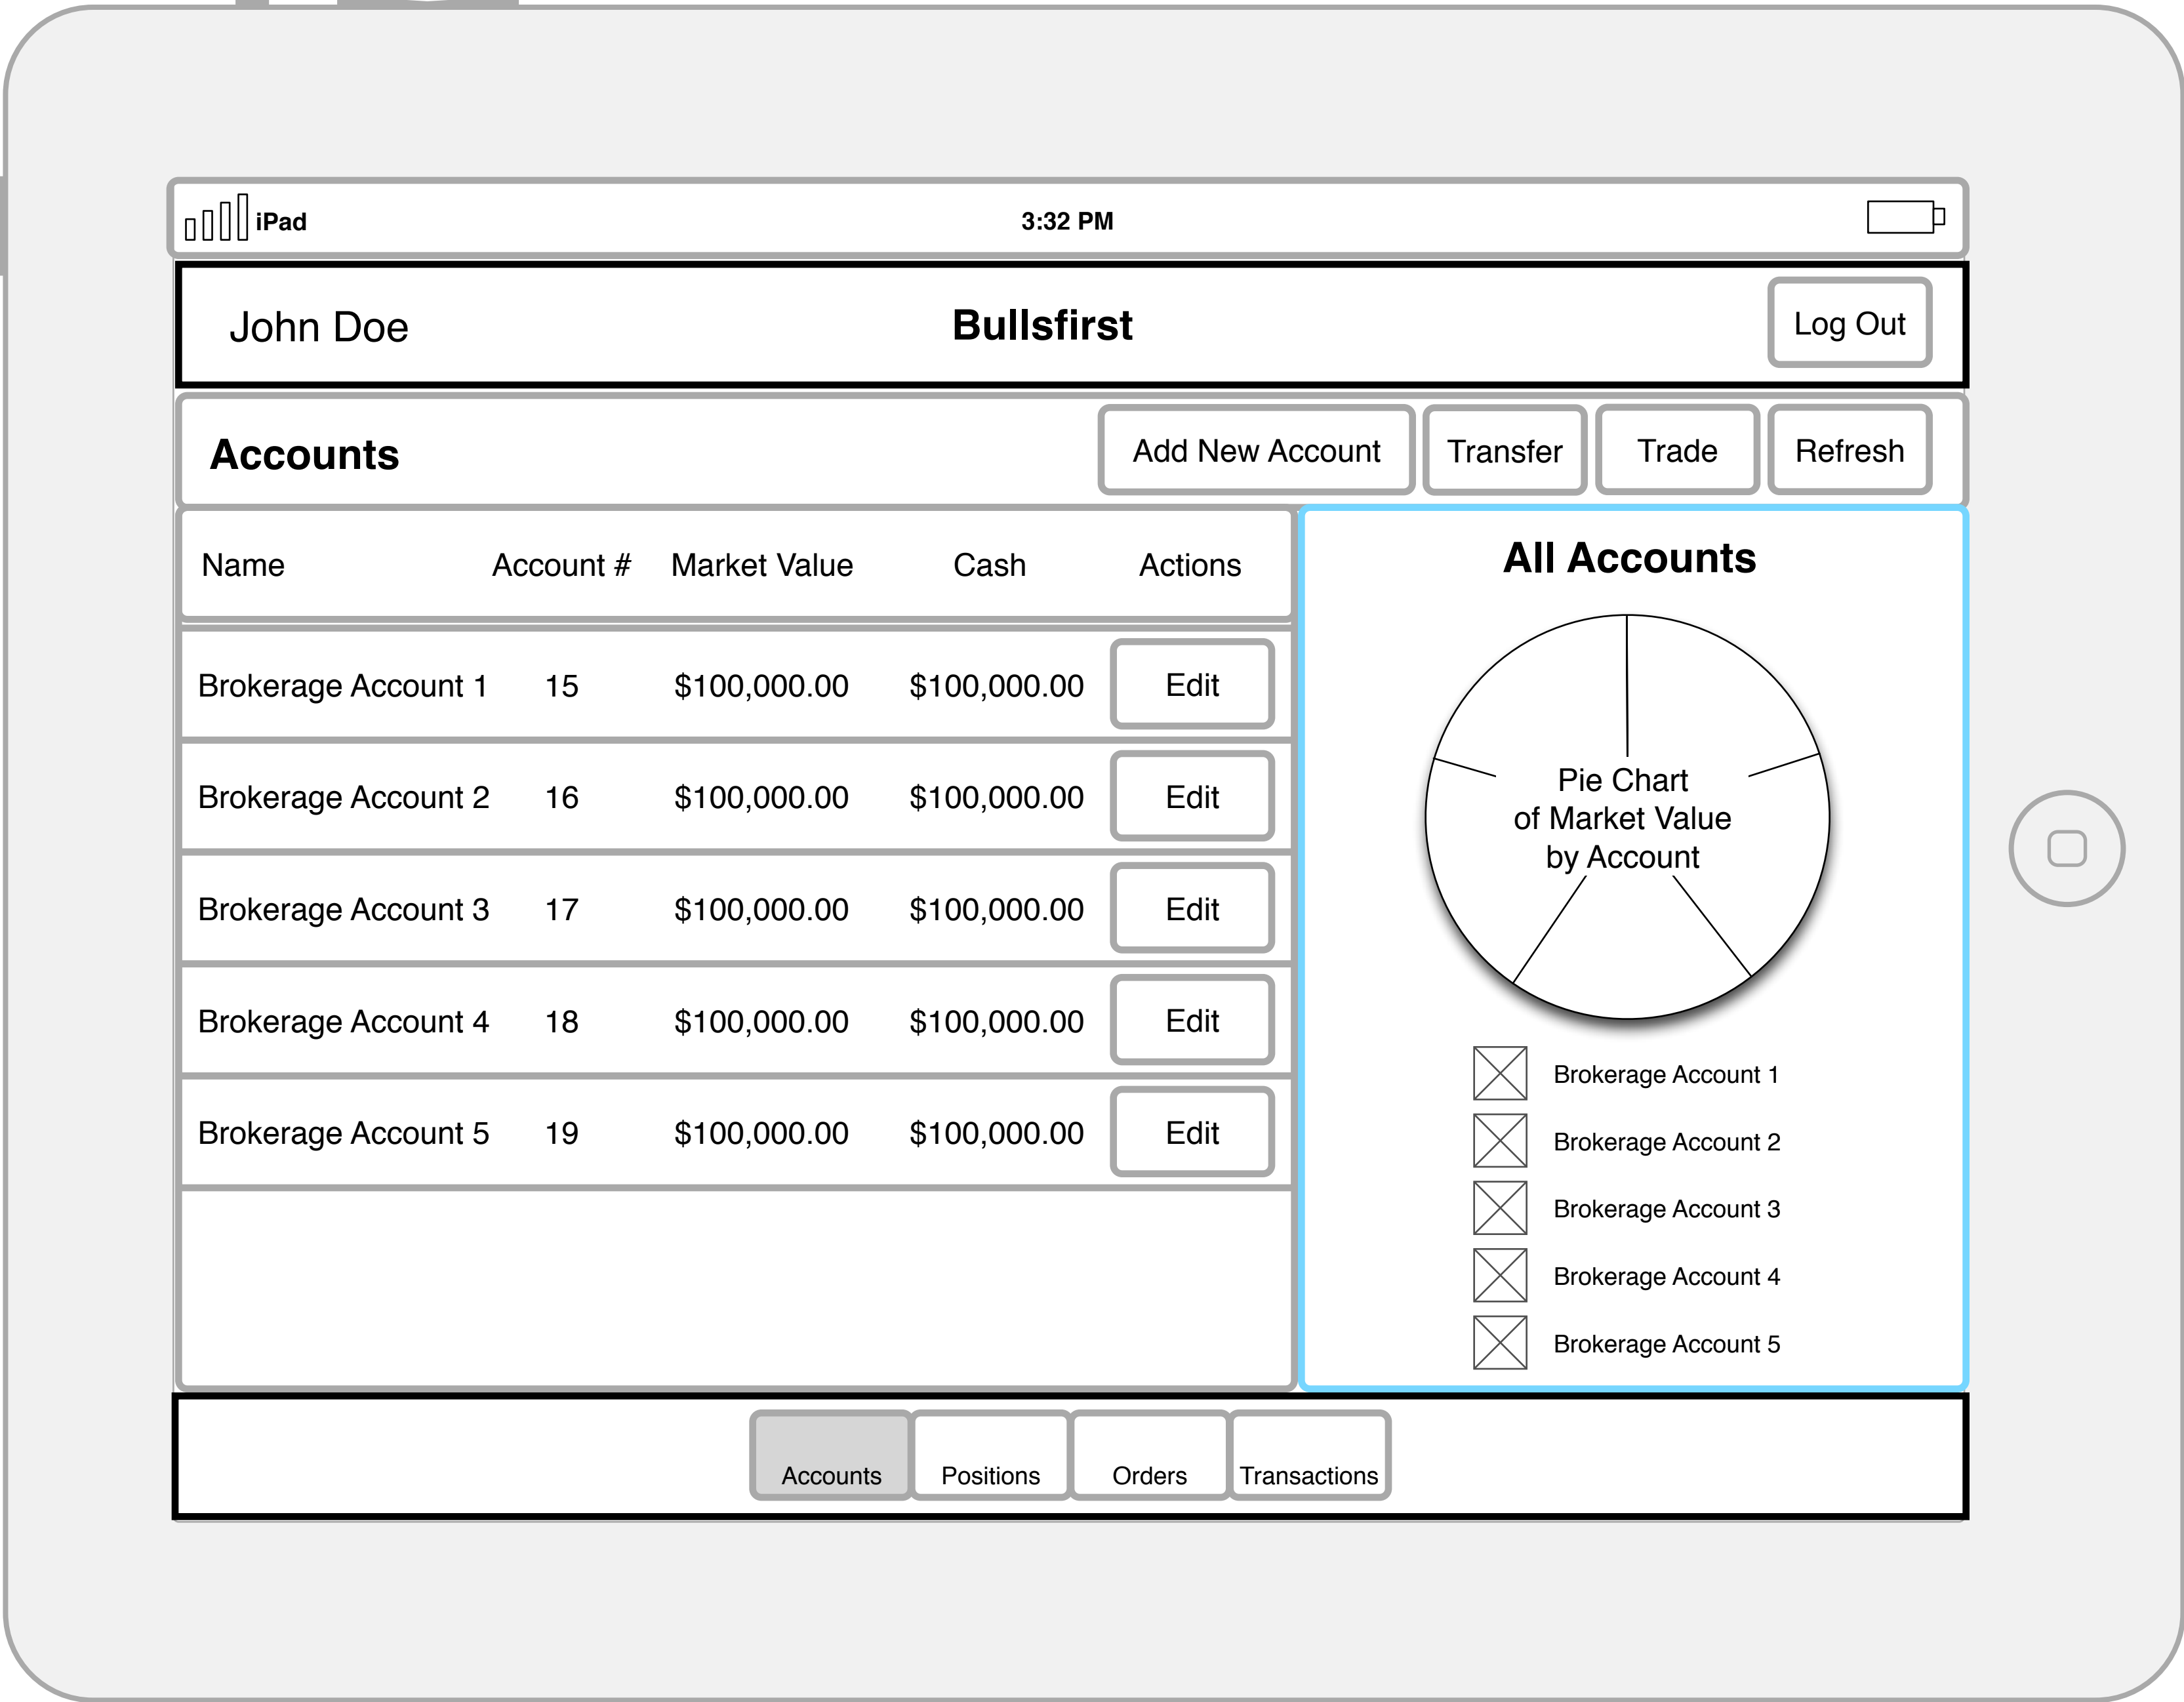 iPad
3:32 PM
John Doe
Bullsfirst
Log Out
Accounts
Add New Account
Transfer
Trade
Refresh
Name Account # Market Value Cash Actions
Brokerage Account 1 15 $100,000.00 $100,000.00 Edit
Brokerage Account 2 16 $100,000.00 $100,000.00 Edit
Brokerage Account 3 17 $100,000.00 $100,000.00 Edit
Brokerage Account 4 18 $100,000.00 $100,000.00 Edit
Brokerage Account 5 19 $100,000.00 $100,000.00 Edit
All Accounts
Pie Chart
of Market Value
by Account
Brokerage Account 1
Brokerage Account 2
Brokerage Account 3
Brokerage Account 4
Brokerage Account 5
Accounts
Positions
Orders
Transactions